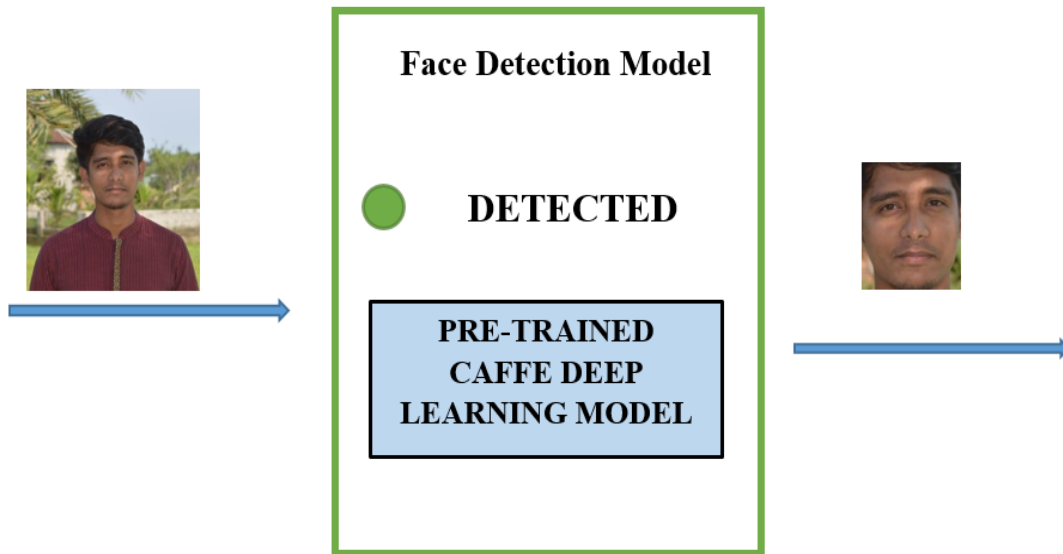 Face Detection Model
DETECTED
PRE-TRAINED
CAFFE DEEP
LEARNING MODEL